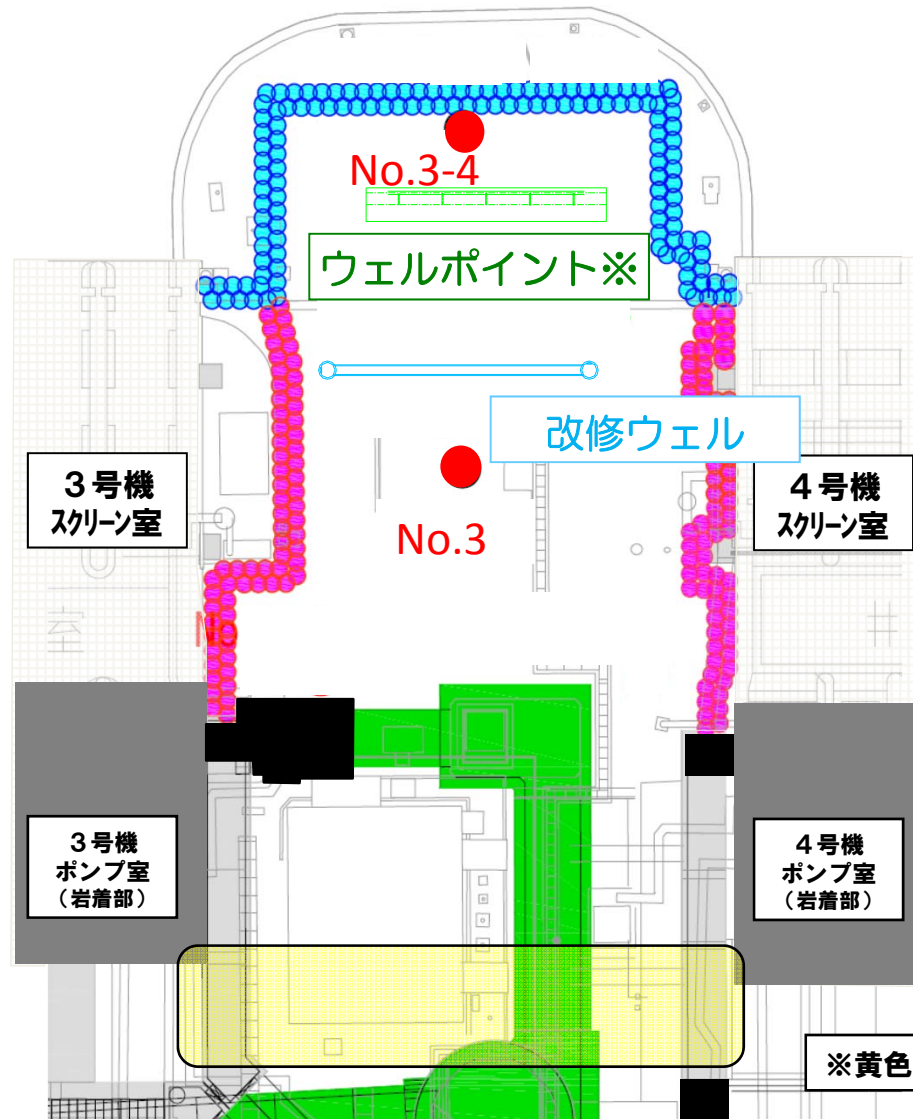 No.3-4
ウェルポイント※
改修ウェル
３号機
スクリーン室
４号機
スクリーン室
No.3
No
３号機
ポンプ室
（岩着部）
４号機
ポンプ室
（岩着部）
※黄色